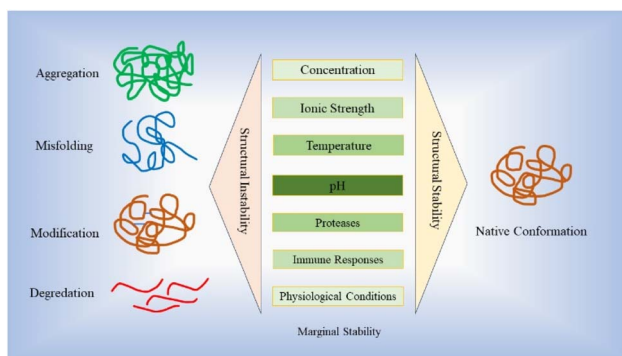 Aggregation
Misfolding
Modification
Degredation
Structural Instability
Concentration
Ionic Strength
Temperature
pH
Proteases
Immune Responses
Physiological Conditions
Marginal Stability
Structural Stability
Native Conformation